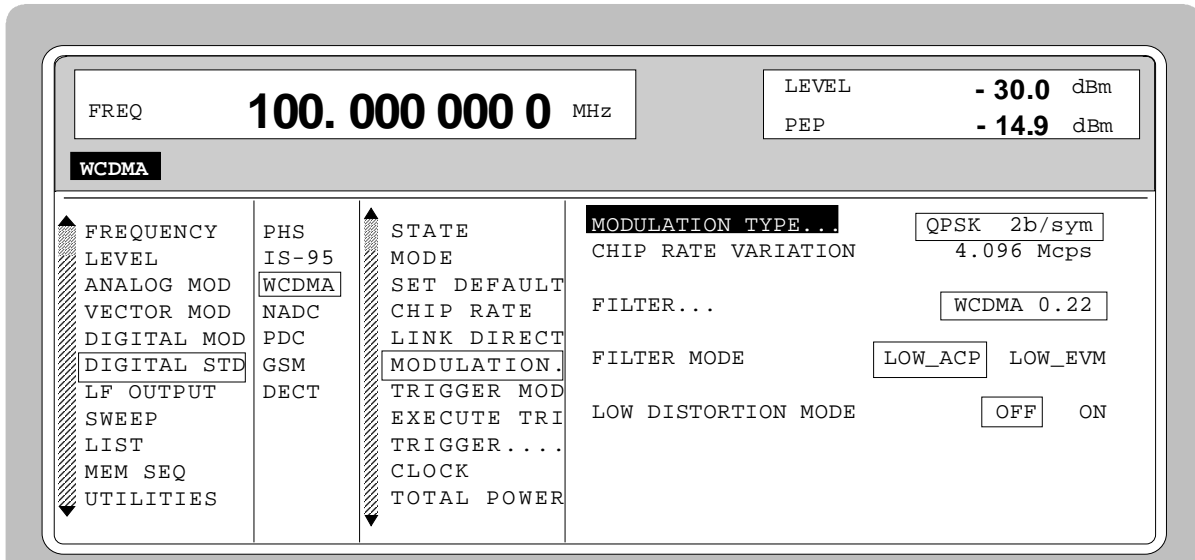 FREQ 100. 000 000 0 MHz
LEVEL - 30.0 dBm
PEP - 14.9 dBm
WCDMA
FREQUENCY
LEVEL
ANALOG MOD
VECTOR MOD
DIGITAL MOD
DIGITAL STD
LF OUTPUT
SWEEP
LIST
MEM SEQ
UTILITIES
PHS
IS-95
WCDMA
NADC
PDC
GSM
DECT
STATE
MODE
SET DEFAULT
CHIP RATE
LINK DIRECT
MODULATION.
TRIGGER MOD
EXECUTE TRI
TRIGGER....
CLOCK
TOTAL POWER
MODULATION TYPE... QPSK 2b/sym
CHIP RATE VARIATION 4.096 Mcps
FILTER... WCDMA 0.22
FILTER MODE LOW_ACP LOW_EVM
LOW DISTORTION MODE OFF ON